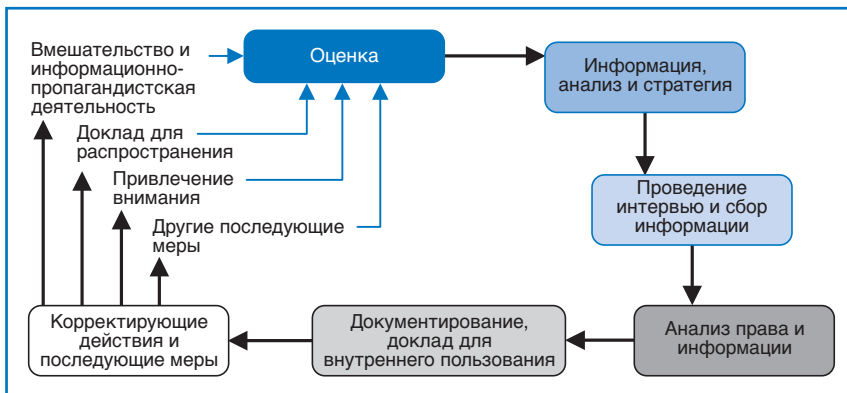 Вмешательство и
информационно-
пропагандистская
деятельность
Доклад для
распространения
Привлечение
внимания
Другие последующие
меры
Оценка
Информация,
анализ и стратегия
Проведение
интервью и сбор
информации
Анализ права и
информации
Документирование,
доклад для
внутреннего пользования
Корректирующие
действия и
последующие меры